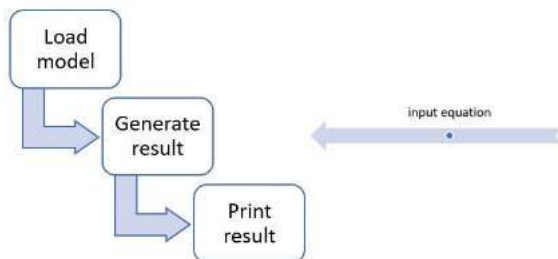 Load
model
Generate
result
input equation
Print
result